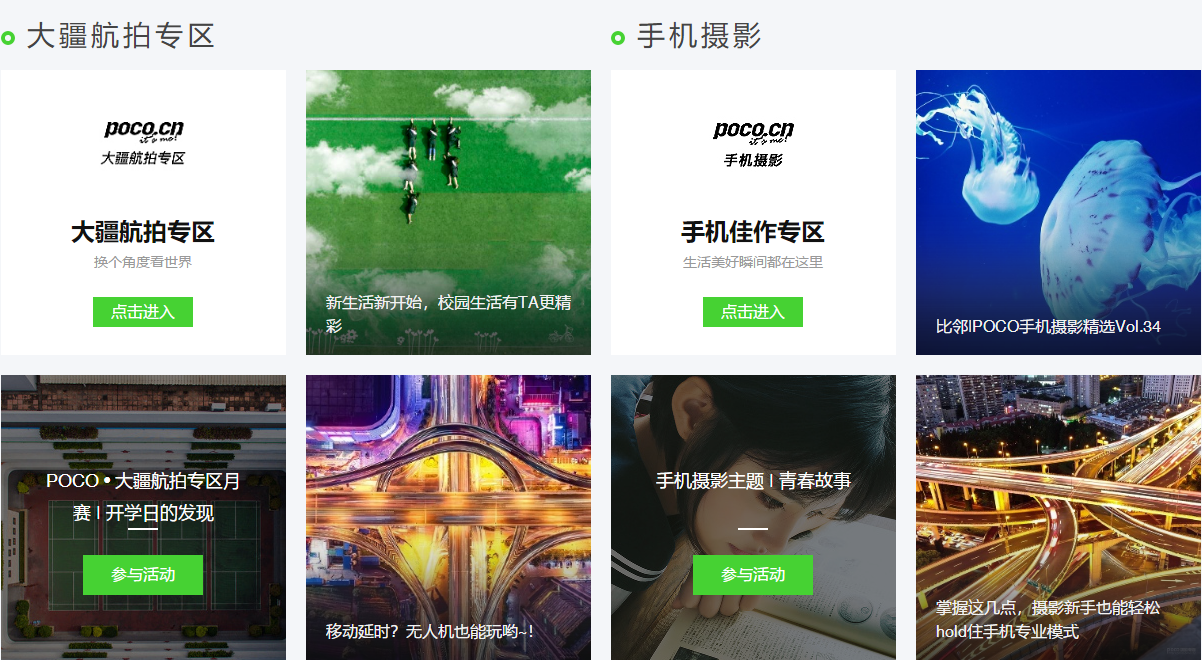 大疆航拍专区
poco.cn
it's me!
大疆航拍专区
大疆航拍专区
换个角度看世界
点击进入
新生活新开始，校园生活有TA更精
彩
POCO • 大疆航拍专区月
赛 | 开学日的发现
参与活动
移动延时？无人机也能玩哟~！
手机摄影
poco.cn
it's me!
手机摄影
手机佳作专区
生活美好瞬间都在这里
点击进入
比邻|POCO手机摄影精选Vol.34
手机摄影主题 | 青春故事
参与活动
掌握这几点，摄影新手也能轻松
hold住手机专业模式